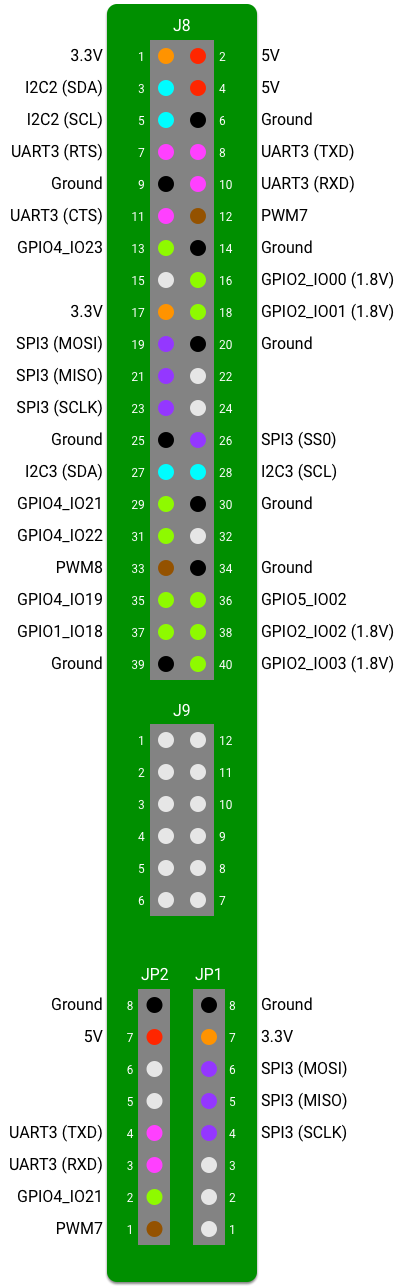 J8
3.3V 1 2 5V
I2C2 (SDA) 3 4 5V
I2C2 (SCL) 5 6 Ground
UART3 (RTS) 7 8 UART3 (TXD)
Ground 9 10 UART3 (RXD)
UART3 (CTS) 11 12 PWM7
GPIO4_IO23 13 14 Ground
15 16 GPIO2_IO00 (1.8V)
3.3V 17 18 GPIO2_IO01 (1.8V)
SPI3 (MOSI) 19 20 Ground
SPI3 (MISO) 21 22
SPI3 (SCLK) 23 24
Ground 25 26 SPI3 (SS0)
I2C3 (SDA) 27 28 I2C3 (SCL)
GPIO4_IO21 29 30 Ground
GPIO4_IO22 31 32
PWM8 33 34 Ground
GPIO4_IO19 35 36 GPIO5_IO02
GPIO1_IO18 37 38 GPIO2_IO02 (1.8V)
Ground 39 40 GPIO2_IO03 (1.8V)
J9
1 12
2 11
3 10
4 9
5 8
6 7
JP2 JP1
Ground 8 8 Ground
5V 7 7 3.3V
6 6 SPI3 (MOSI)
5 5 SPI3 (MISO)
UART3 (TXD) 4 4 SPI3 (SCLK)
UART3 (RXD) 3 3
GPIO4_IO21 2 2
PWM7 1 1